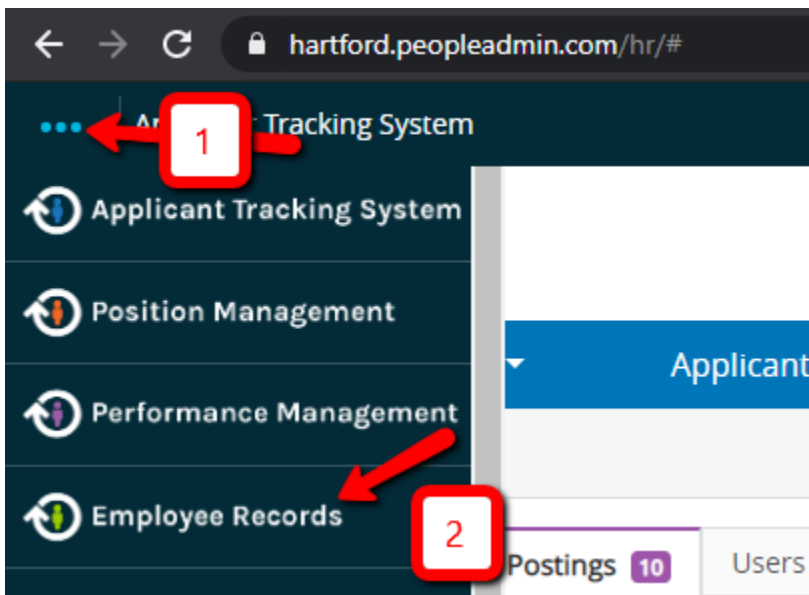 hartford.peopleadmin.com/hr/#
1
Tracking System
Applicant Tracking System
Position Management
Applicant
Performance Management
Employee Records
2
Postings 10
Users